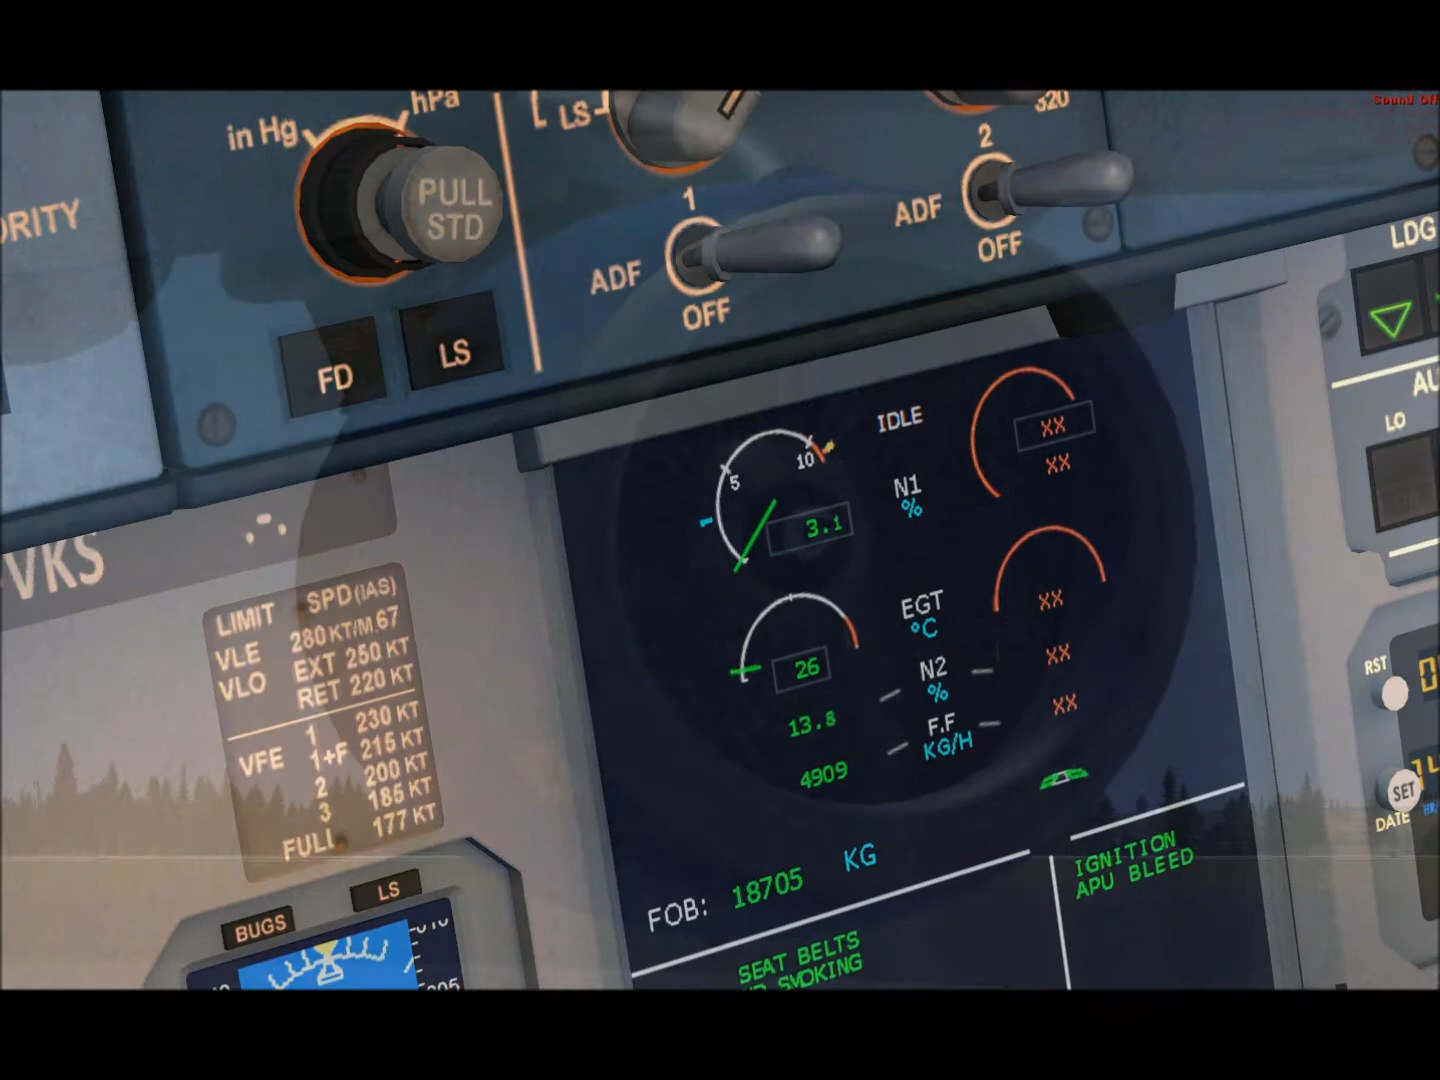 Sound Off
in Hg
hPa
PULL
STD
LS
1
ADF
OFF
320
2
ADF
OFF
FD
LS
LDG
LO
IDLE
5
10
3.1
N1
%
XX
XX
EGT
°C
26
XX
N2
%
13.8
XX
F.F
KG/H
4909
XX
FOB: 18705 KG
IGNITION
APU BLEED
SEAT BELTS
SMOKING
VKS
LIMIT SPD(IAS)
VLE 280 KT/M.67
VLO EXT 250 KT
RET 220 KT
VFE 1 230 KT
1+F 215 KT
2 200 KT
3 185 KT
FULL 177 KT
BUGS
LS
RST
SET
DATE